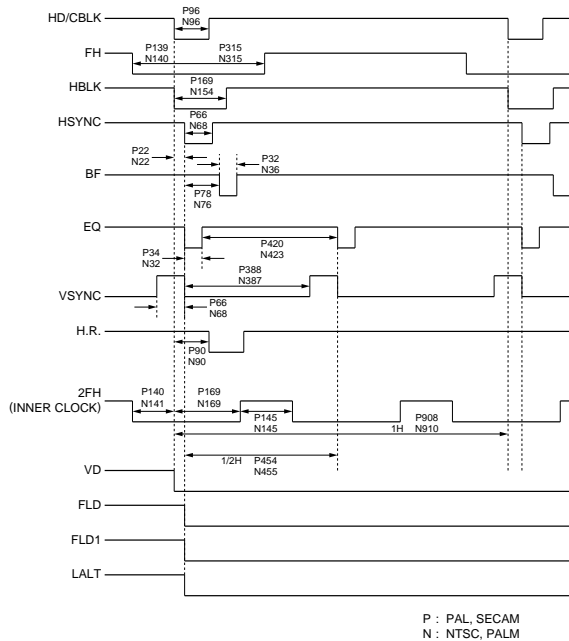 HD/CBLK
P96
N96
FH
P139
N140
P315
N315
HBLK
P169
N154
HSYNC
P66
N68
P22
N22
P32
N36
BF
P78
N76
EQ
P420
N423
P34
N32
P388
N387
VSYNC
P66
N68
H.R.
P90
N90
2FH
(INNER CLOCK)
P140
N141
P169
N169
P145
N145
P908
N910
1H
1/2H
P454
N455
VD
FLD
FLD1
LALT
P : PAL, SECAM
N : NTSC, PALM